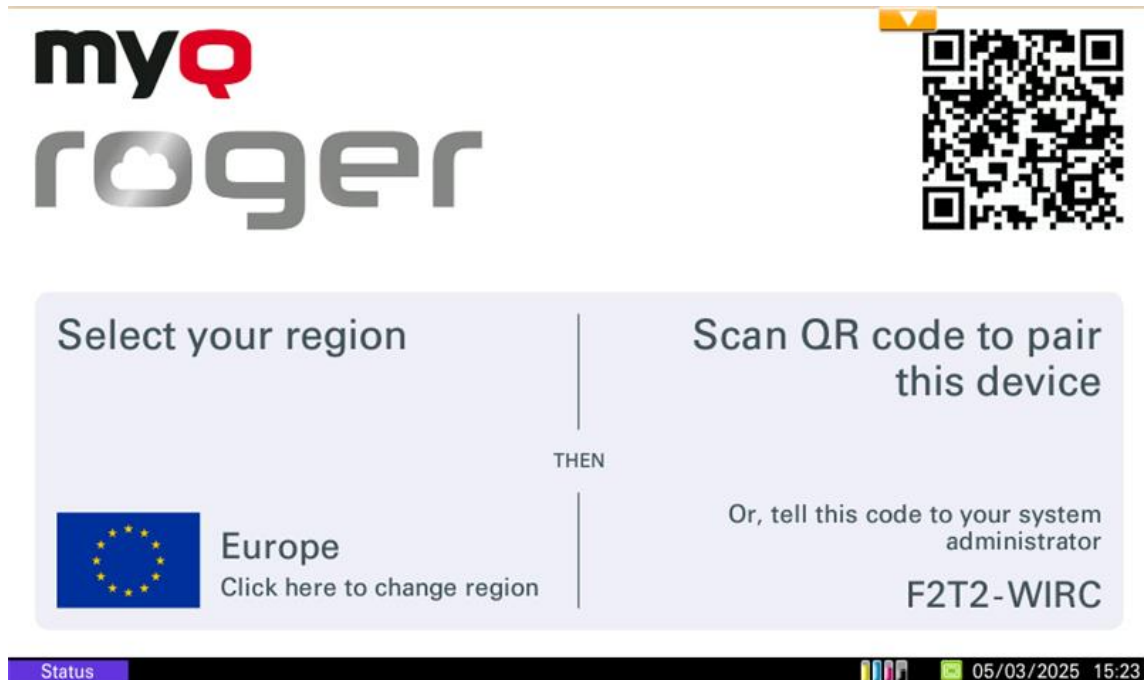 myQ
roger
Select your region
Scan QR code to pair
this device
THEN
Europe
Click here to change region
Or, tell this code to your system
administrator
F2T2-WIRC
Status
05/03/2025 15:23